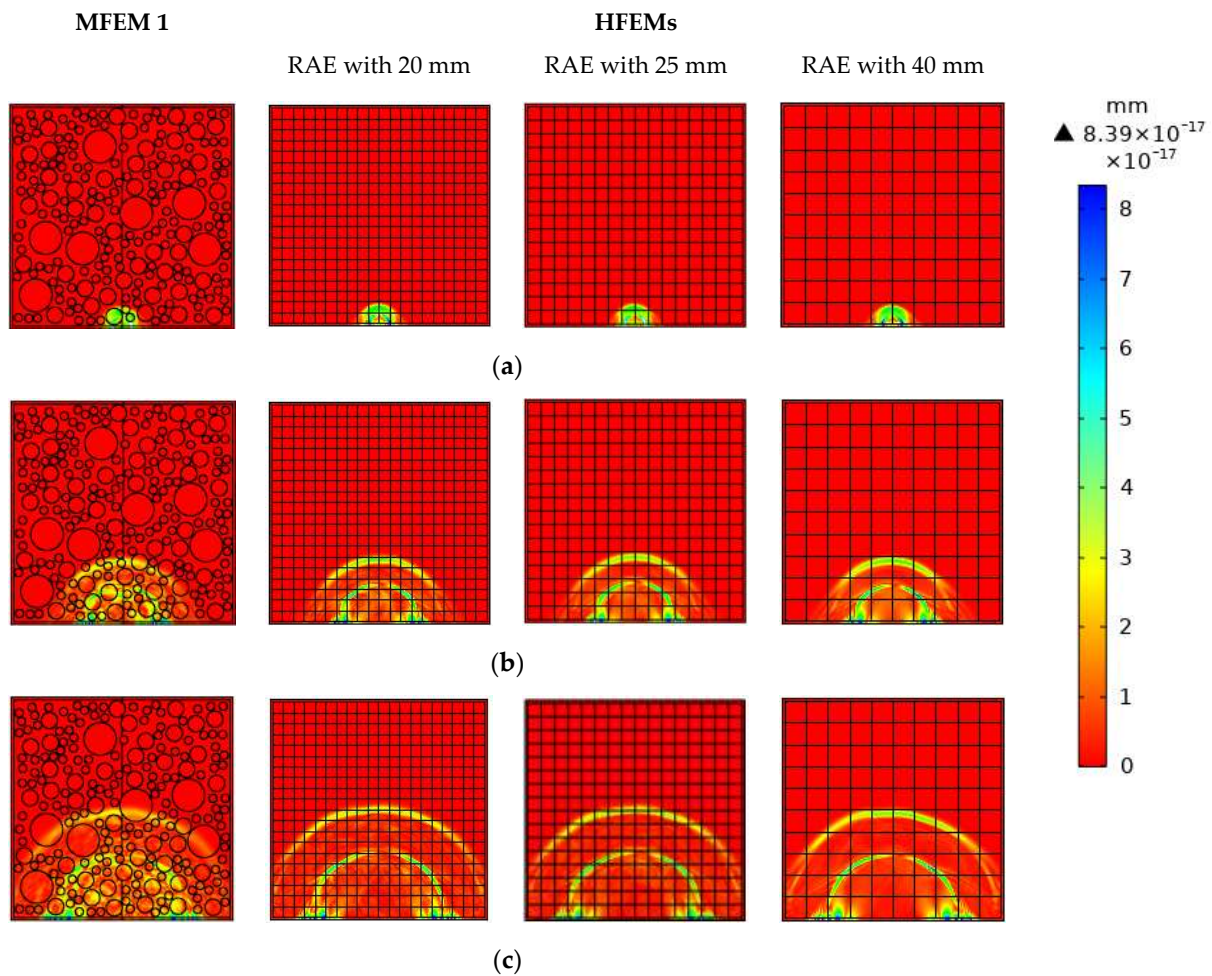 MFEM 1 HFEMs
RAE with 20 mm RAE with 25 mm RAE with 40 mm
mm
▲ 8.39×10⁻¹⁷
×10⁻¹⁷
8
7
6
5
4
3
2
1
0
(a)
(b)
(c)